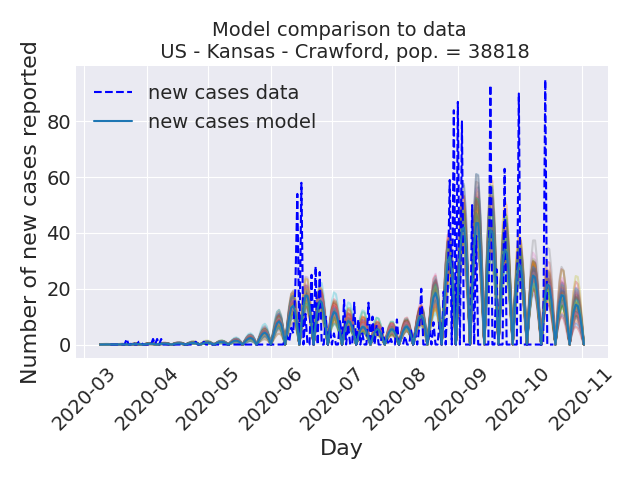 Model comparison to data
US - Kansas - Crawford, pop. = 38818
Number of new cases reported
new cases data
new cases model
80
60
40
20
0
2020-03
2020-04
2020-05
2020-06
2020-07
2020-08
2020-09
2020-10
2020-11
Day